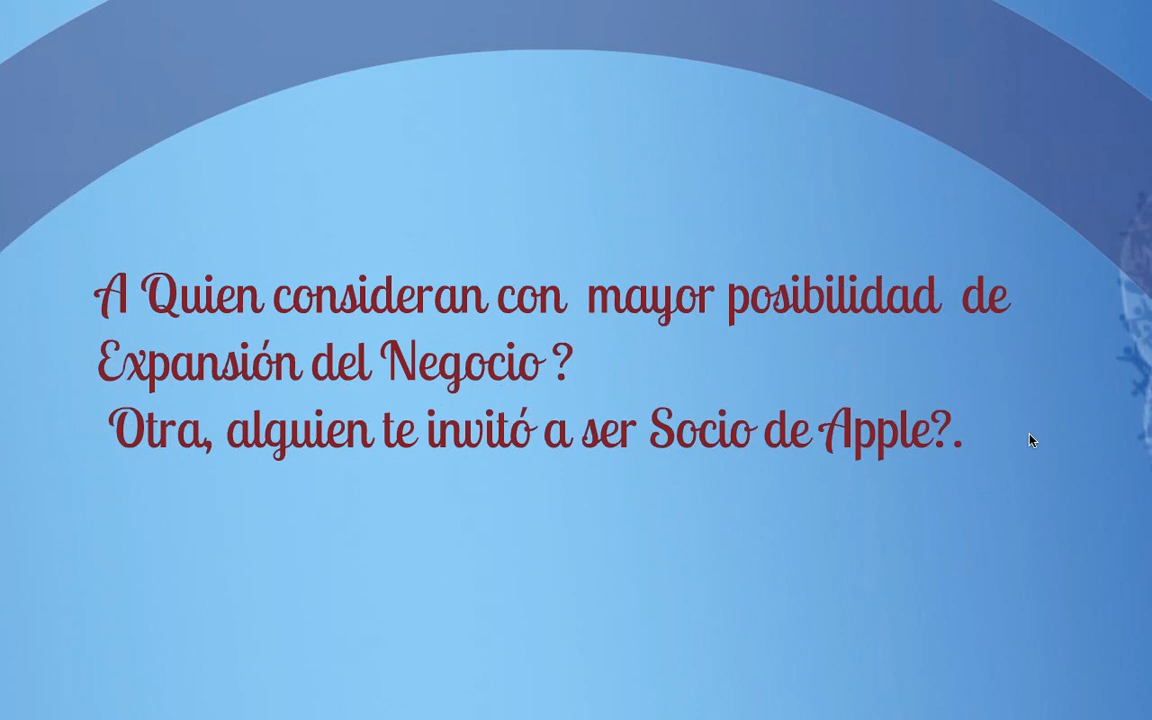 A Quien consideran con mayor posibilidad de
Expansión del Negocio ?
Otra, alguien te invitó a ser Socio de Apple?.